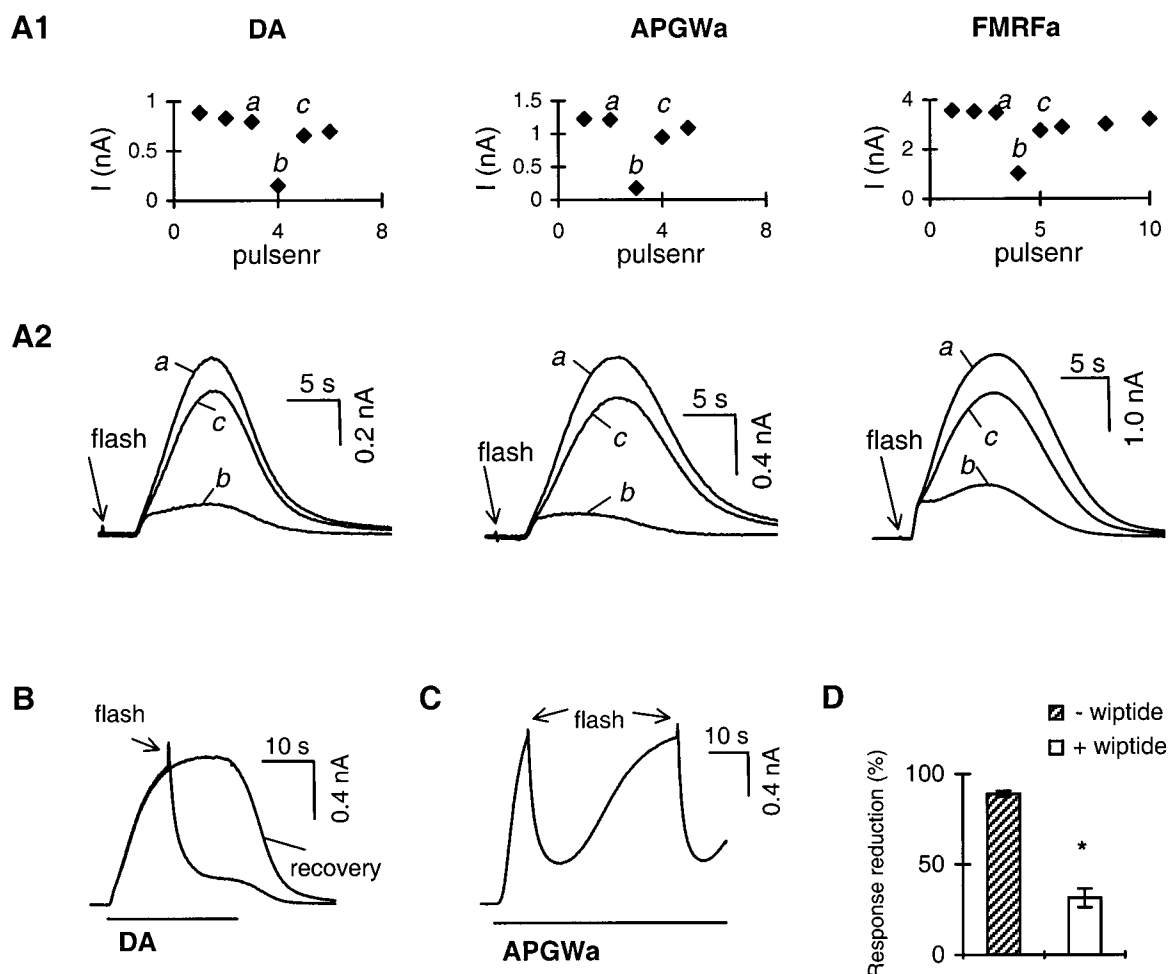 A1 DA APGWa FMRFa
I (nA) 1 0.5 0 a b c 0 4 8 pulsenr
I (nA) 1.5 1 0.5 0 a b c 0 4 8 pulsenr
I (nA) 4 2 0 a b c 0 5 10 pulsenr
A2
a c b flash 5 s 0.2 nA
a c b flash 5 s 0.4 nA
a c b flash 5 s 1.0 nA
B
flash 10 s 0.4 nA
recovery
DA
C
flash 10 s 0.4 nA
APGWa
D
- wiptide
+ wiptide
Response reduction (%)
100
50
0
*